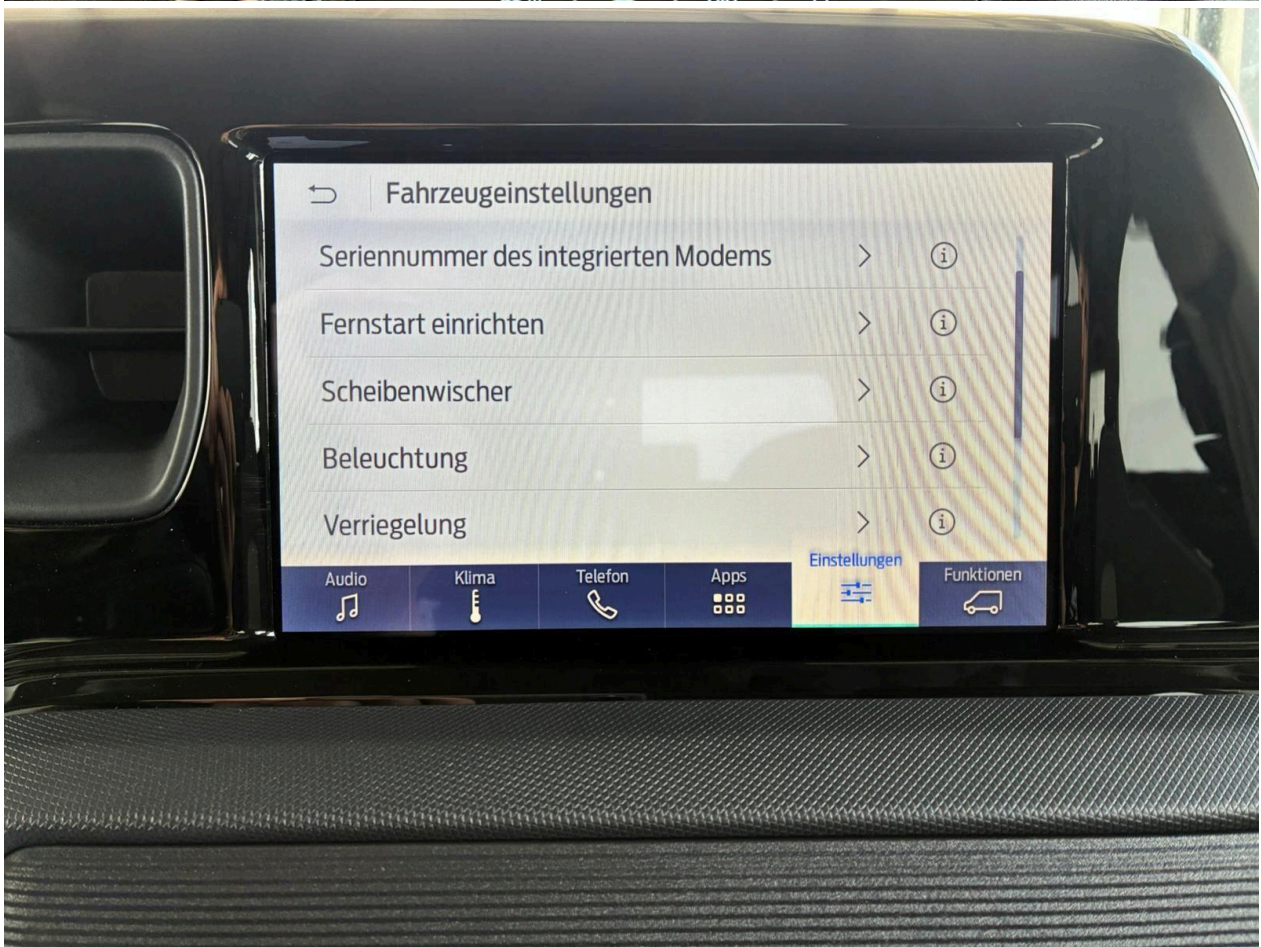 Fahrzeugeinstellungen
Seriennummer des integrierten Modems
Fernstart einrichten
Scheibenwischer
Beleuchtung
Verriegelung
Audio Klima Telefon Apps Einstellungen Funktionen